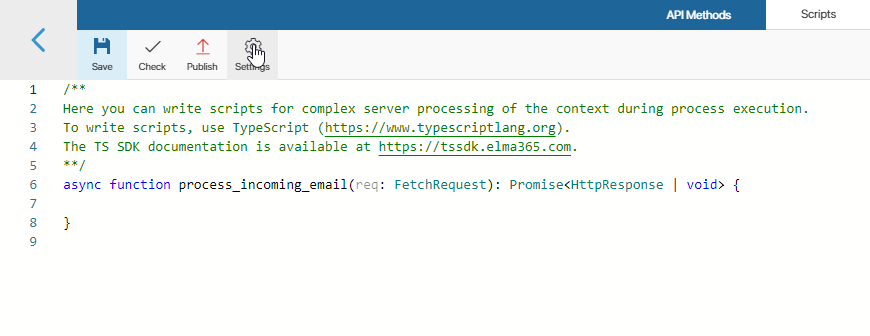 API Methods
Scripts
Save
Check
Publish
Settings
1 /**
2 Here you can write scripts for complex server processing of the context during process execution.
3 To write scripts, use TypeScript (https://www.typescriptlang.org).
4 The TS SDK documentation is available at https://tssdk.elma365.com.
5 **/
6 async function process_incoming_email(req: FetchRequest): Promise<HttpResponse | void> {
7
8 }
9